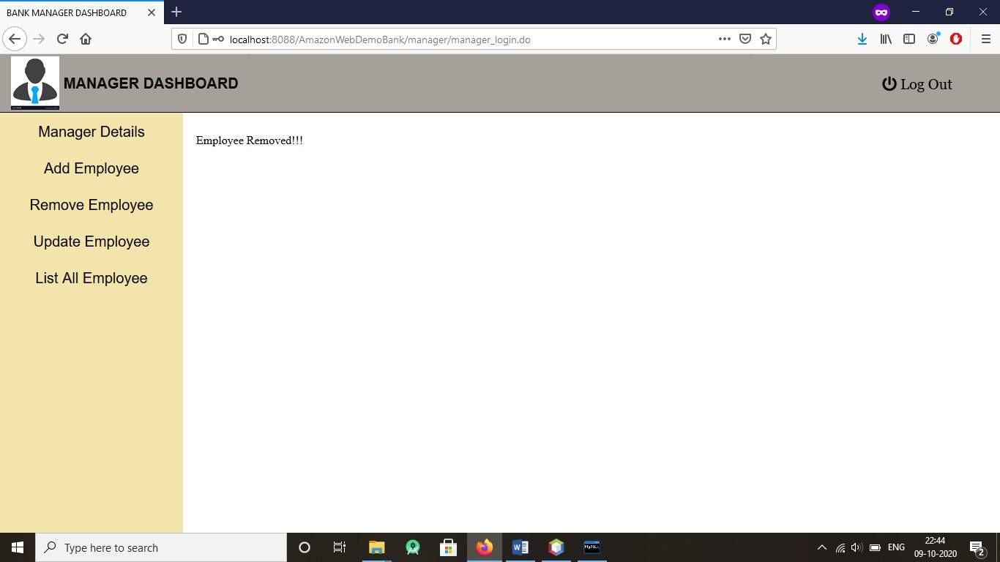 BANK MANAGER DASHBOARD
localhost:8088/AmazonWebDemoBank/manager/manager_login.do
MANAGER DASHBOARD
Log Out
Manager Details
Add Employee
Remove Employee
Update Employee
List All Employee
Employee Removed!!!
Type here to search
ENG
22:44
09-10-2020
2